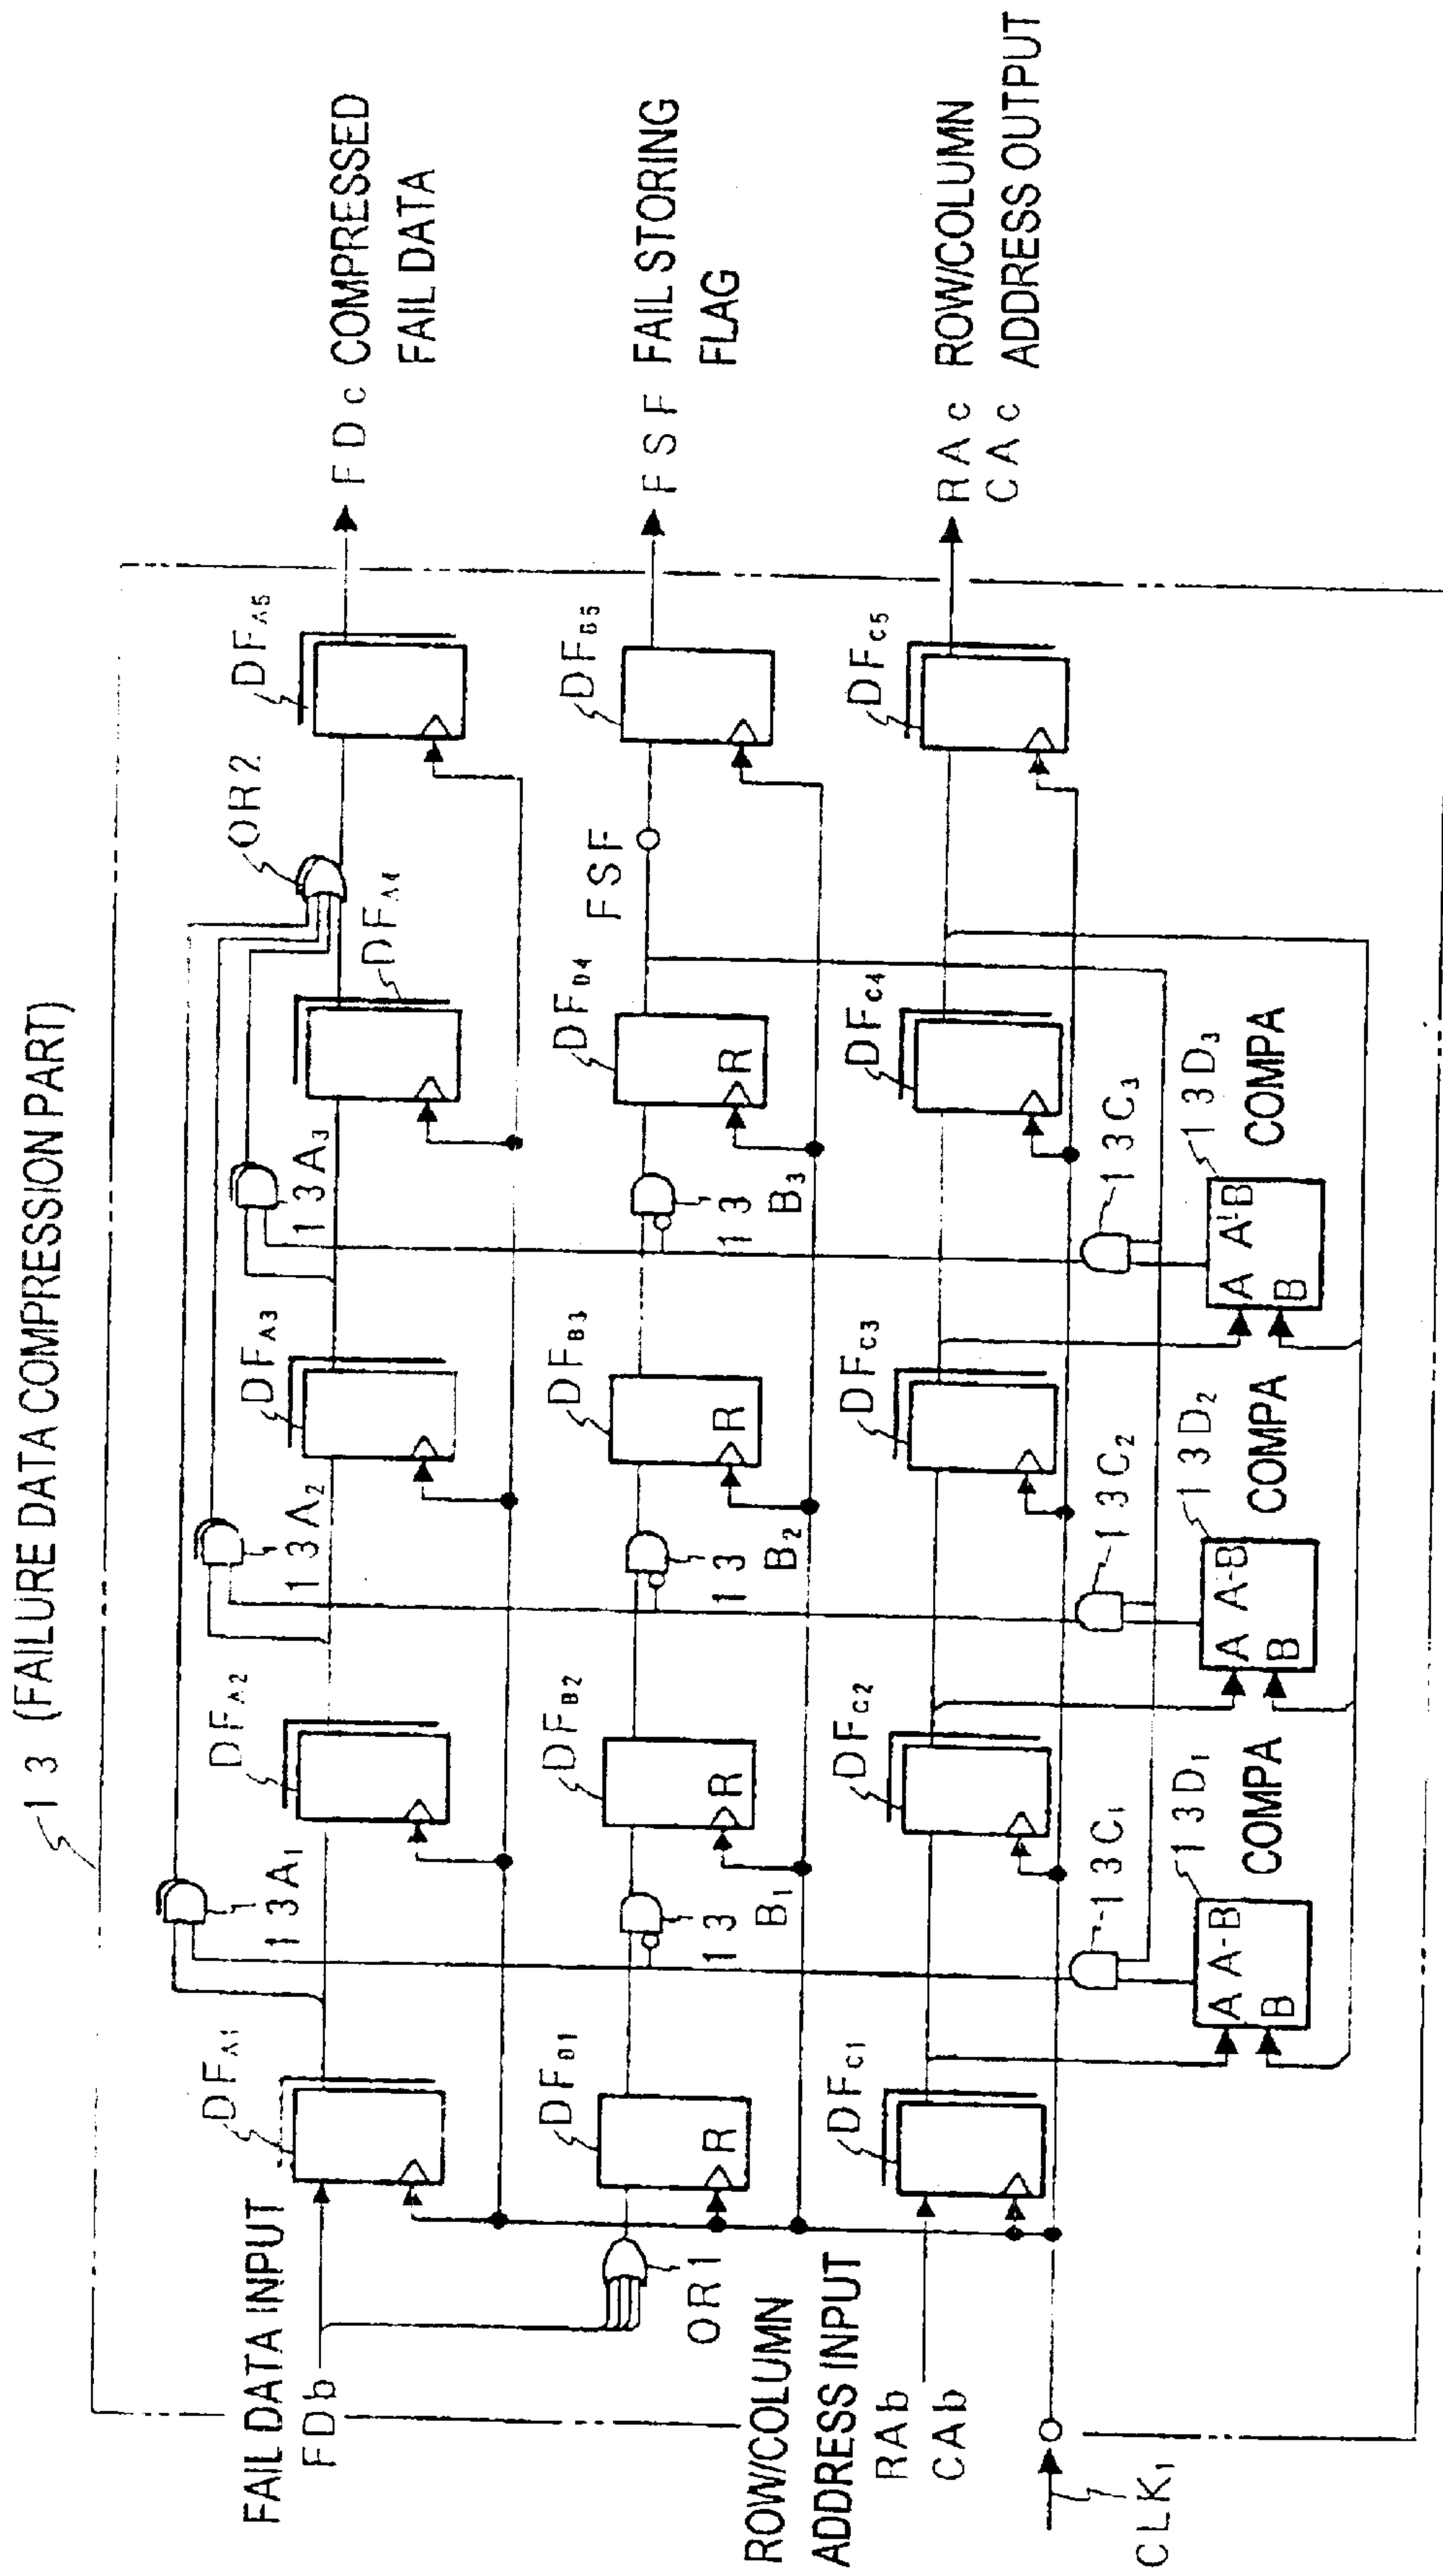 13 (FAILURE DATA COMPRESSION PART)
FAIL DATA INPUT
FDb
DFA1
13A1
DFA2
13A2
DFA3
13A3
DFA4
OR2
DFA5
FDc COMPRESSED
FAIL DATA
OR1
DFB1
13
B1
DFB2
13
B2
DFB3
13
B3
DFB4
FSF
DFB5
FSF FAIL STORING
FLAG
R
R
R
R
ROW/COLUMN
ADDRESS INPUT
RAb
CAb
DFC1
DFC2
DFC3
DFC4
DFC5
RAc ROW/COLUMN
CAc ADDRESS OUTPUT
13C1
13C2
13C3
A A-B
B
13D1
COMPA
A A-B
B
13D2
COMPA
A A-B
B
13D3
COMPA
CLK1